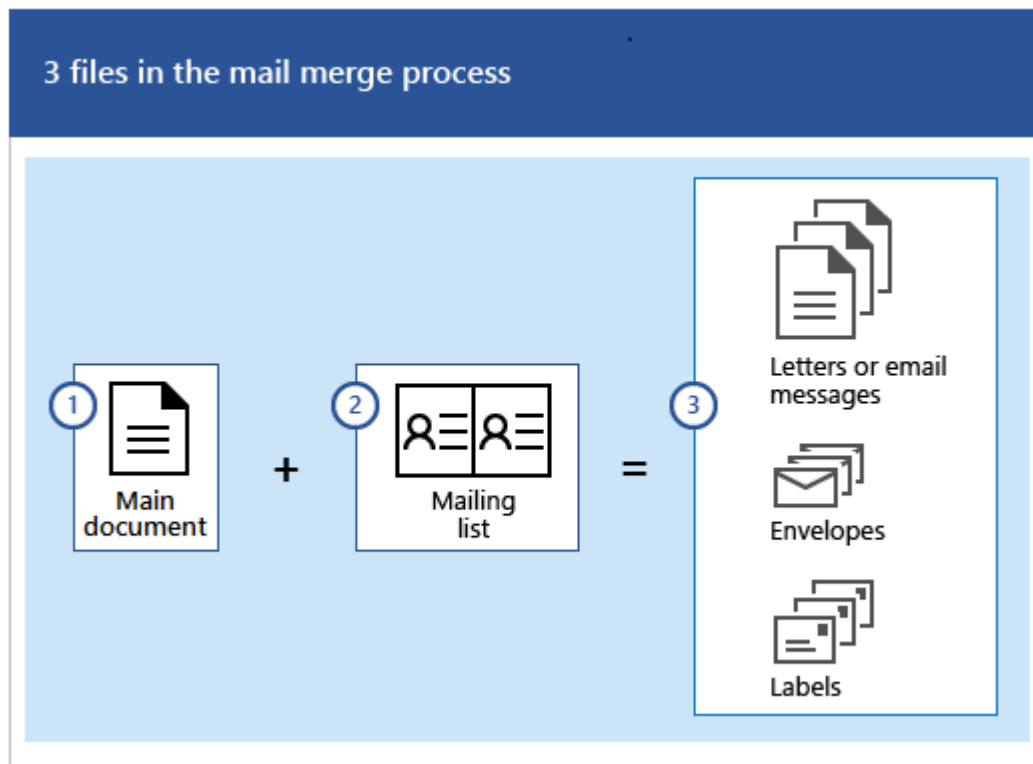 3 files in the mail merge process
1
Main
document
+
2
Mailing
list
=
3
Letters or email
messages
Envelopes
Labels